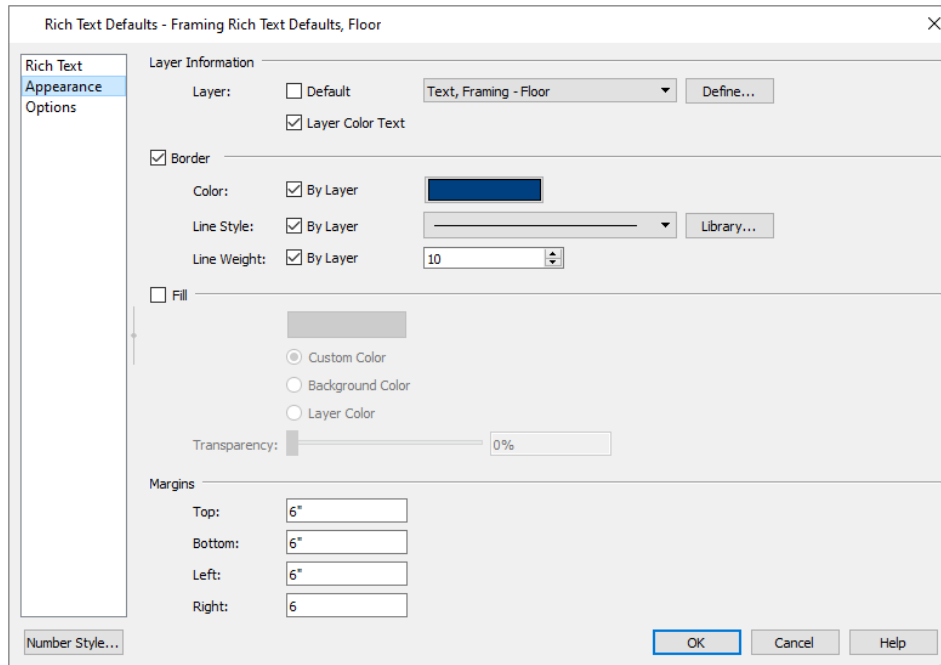 Rich Text Defaults - Framing Rich Text Defaults, Floor
Rich Text
Appearance
Options
Layer Information
Layer: Default Text, Framing - Floor Define...
Layer Color Text
Border
Color: By Layer
Line Style: By Layer Library...
Line Weight: By Layer 10
Fill
Custom Color
Background Color
Layer Color
Transparency: 0%
Margins
Top: 6"
Bottom: 6"
Left: 6"
Right: 6
Number Style... OK Cancel Help